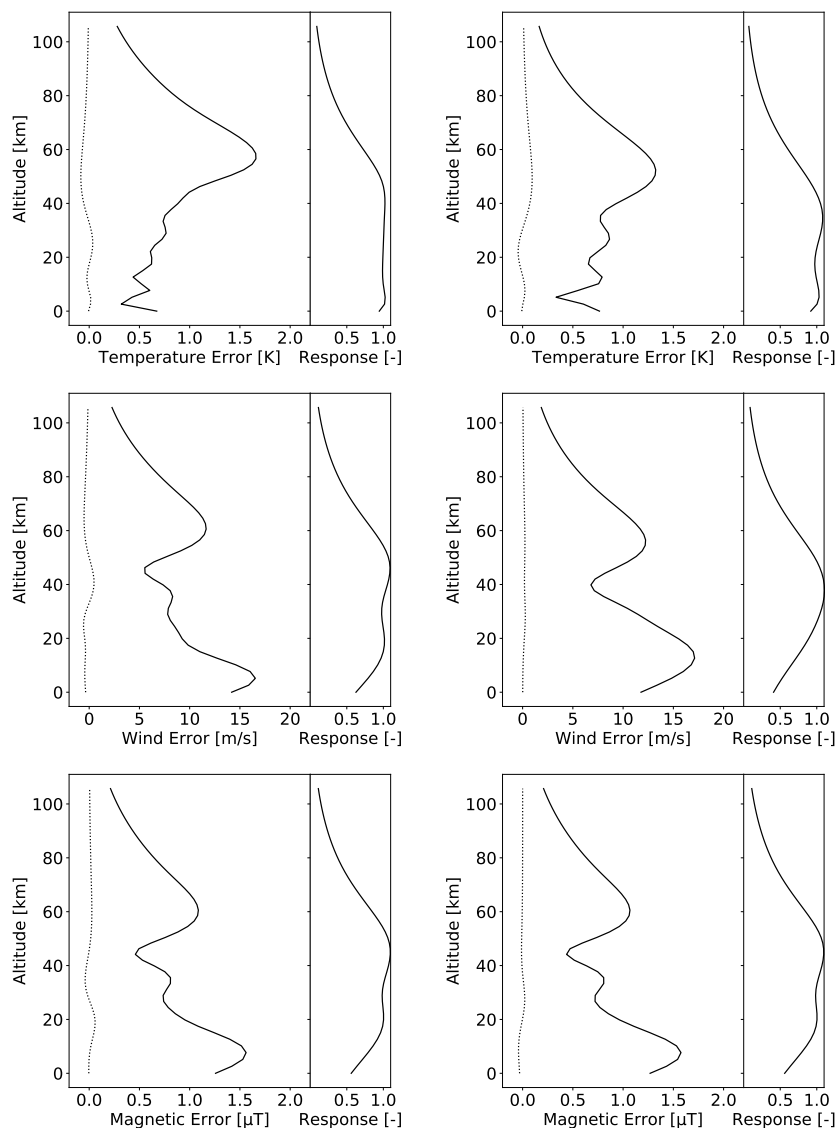 100
80
60
40
20
0
Altitude [km]
0.0 0.5 1.0 1.5 2.0 0.5 1.0
Temperature Error [K] Response [-]
100
80
60
40
20
0
Altitude [km]
0.0 0.5 1.0 1.5 2.0 0.5 1.0
Temperature Error [K] Response [-]
100
80
60
40
20
0
Altitude [km]
0 5 10 15 20 0.5 1.0
Wind Error [m/s] Response [-]
100
80
60
40
20
0
Altitude [km]
0 5 10 15 20 0.5 1.0
Wind Error [m/s] Response [-]
100
80
60
40
20
0
Altitude [km]
0.0 0.5 1.0 1.5 2.0 0.5 1.0
Magnetic Error [μT] Response [-]
100
80
60
40
20
0
Altitude [km]
0.0 0.5 1.0 1.5 2.0 0.5 1.0
Magnetic Error [μT] Response [-]